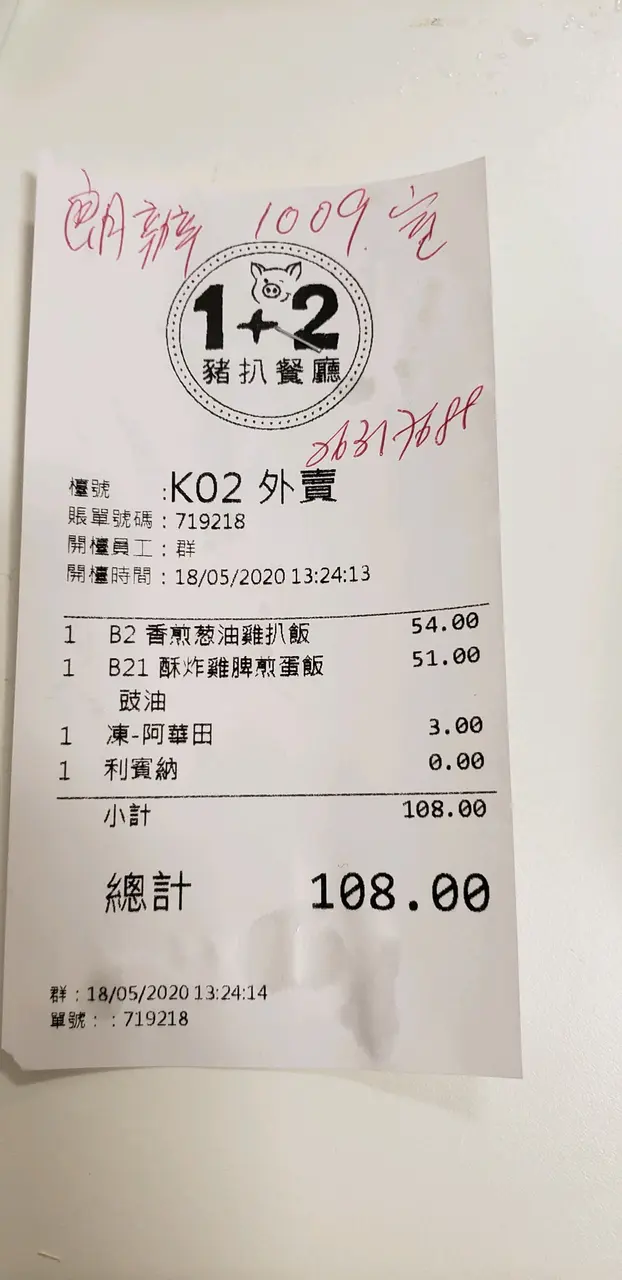 朗辦 1009室
1+2
豬扒餐廳
檯號 :K02 外賣
賬單號碼 : 719218
開檯員工 : 群
開檯時間 : 18/05/2020 13:24:13
1 B2 香煎葱油雞扒飯 54.00
1 B21 酥炸雞脾煎蛋飯 51.00
豉油
1 凍-阿華田 3.00
1 利賓納 0.00
小計 108.00
總計 108.00
群 : 18/05/2020 13:24:14
單號 : : 719218